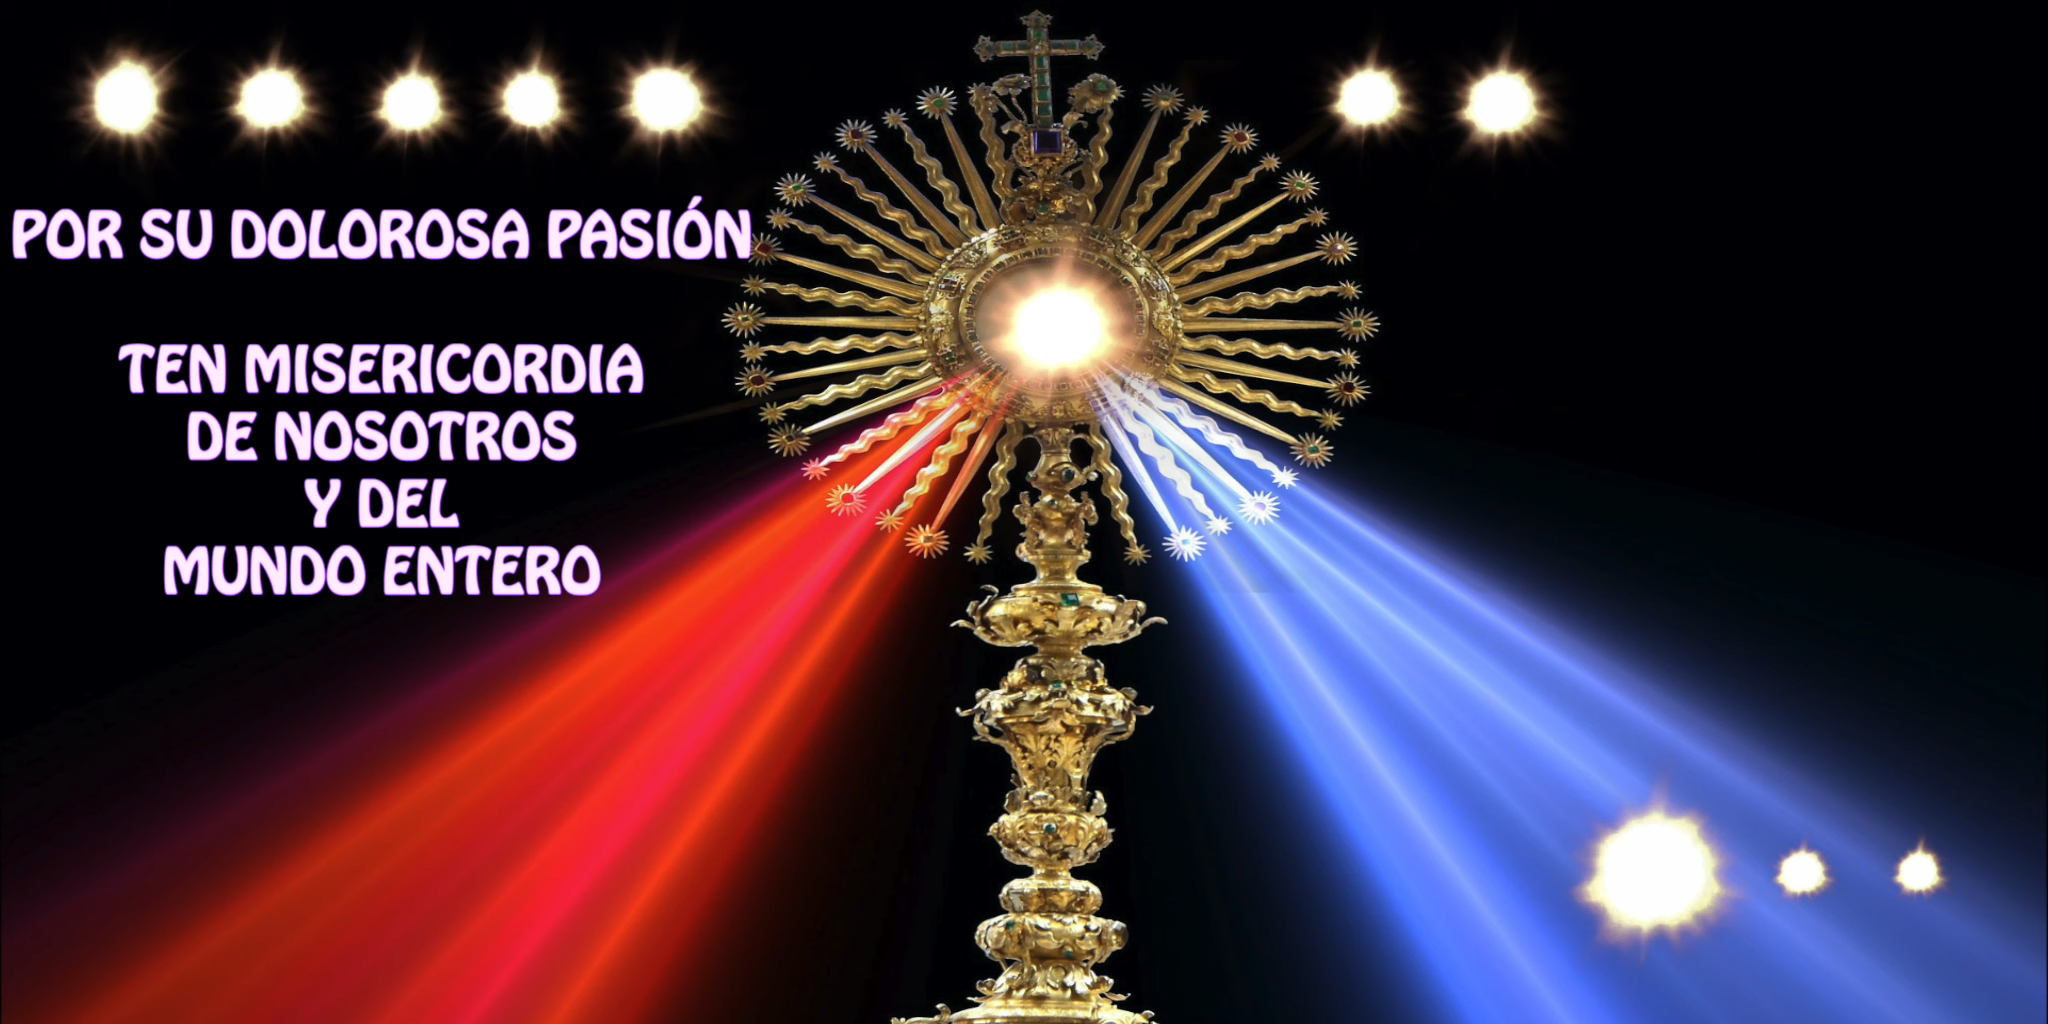 POR SU DOLOROSA PASIÓN
TEN MISERICORDIA
DE NOSOTROS
Y DEL
MUNDO ENTERO